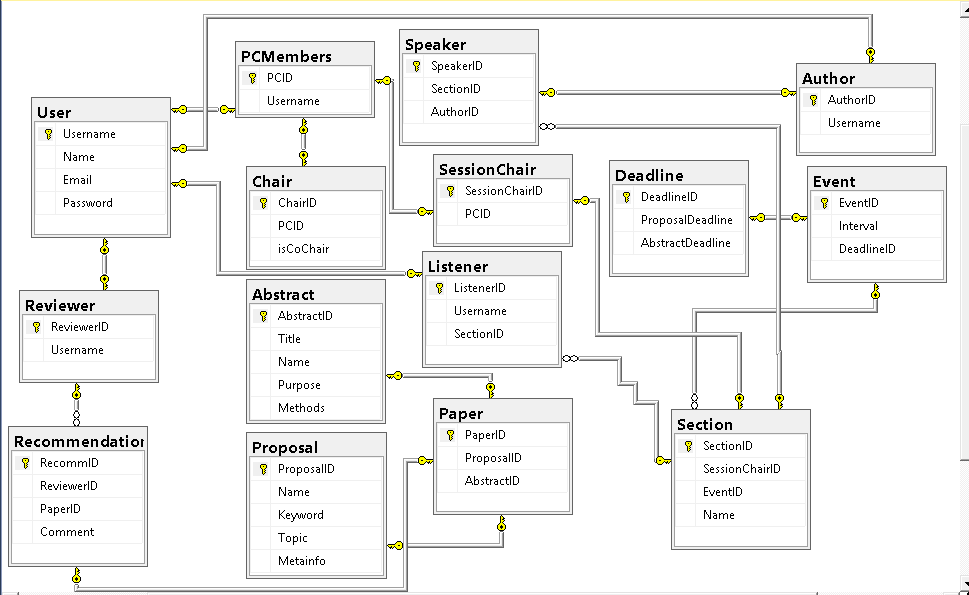 User
Username
Name
Email
Password
PCMembers
PCID
Username
Speaker
SpeakerID
SectionID
AuthorID
Author
AuthorID
Username
Chair
ChairID
PCID
isCoChair
SessionChair
SessionChairID
PCID
Deadline
DeadlineID
ProposalDeadline
AbstractDeadline
Event
EventID
Interval
DeadlineID
Listener
ListenerID
Username
SectionID
Reviewer
ReviewerID
Username
Abstract
AbstractID
Title
Name
Purpose
Methods
Paper
PaperID
ProposalID
AbstractID
Section
SectionID
SessionChairID
EventID
Name
Recommendation
RecommID
ReviewerID
PaperID
Comment
Proposal
ProposalID
Name
Keyword
Topic
Metainfo